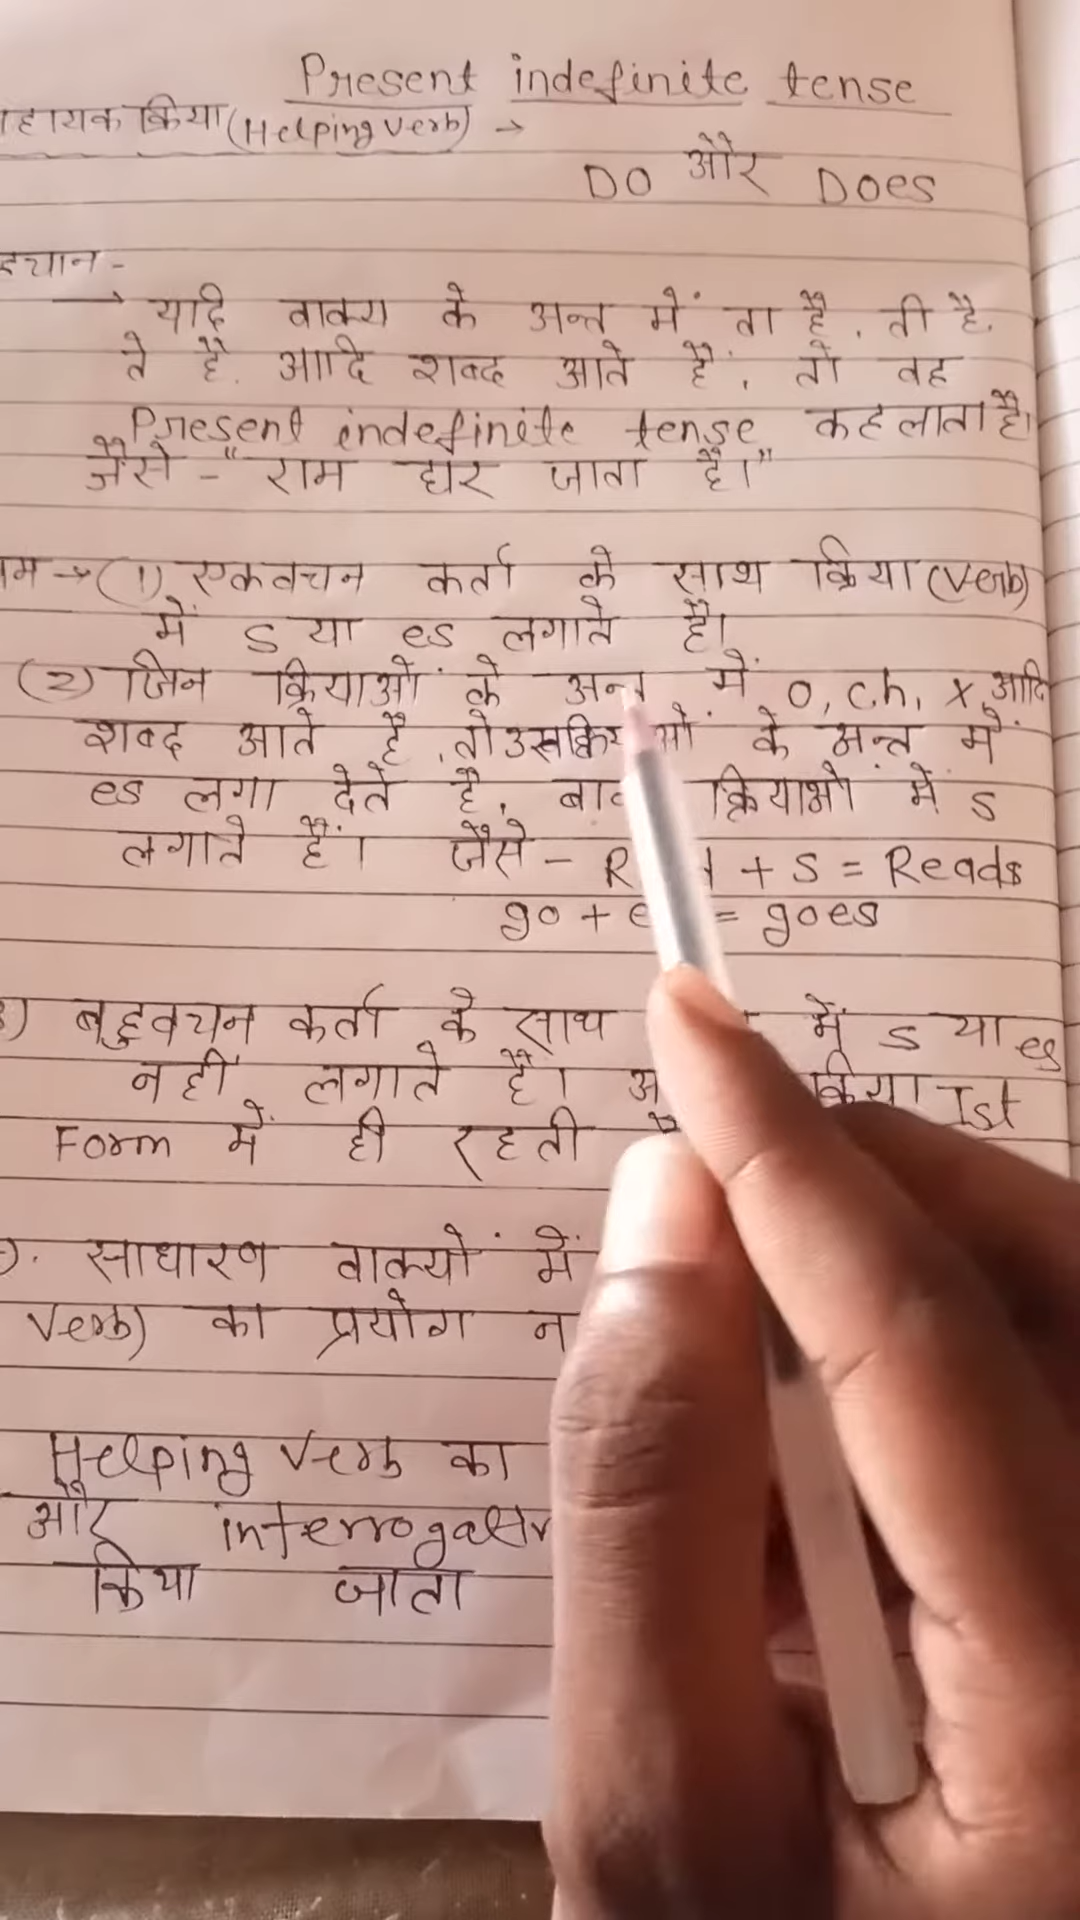 Present indefinite tense
हायक क्रिया (Helping verb) →
DO और Does
हचान -
→ यदि वाक्य के अन्त में ता है, ती है,
ते है. आदि शब्द आते हैं, तो वह
Present indefinite tense कहलाता है।
जैसे - "राम घर जाता है।"
यम → (1) एकवचन कर्ता के साथ क्रिया (Verb)
में s या es लगाते है।
(2) जिन क्रियाओं के अन्त में o, ch, x आदि
शब्द आते है, तो उस के अन्त में
es लगा देते है, क्रियाओ में s
लगाते हैं। जैसे - + s = Reads
go + = goes
) बहुवचन कर्ता के साथ में s या es
नहीं लगाते हैं। क्रिया Ist
Form में ही रहती
). साधारण वाक्यों में
Verb) का प्रयोग
Helping Verb का
और
किया जाता